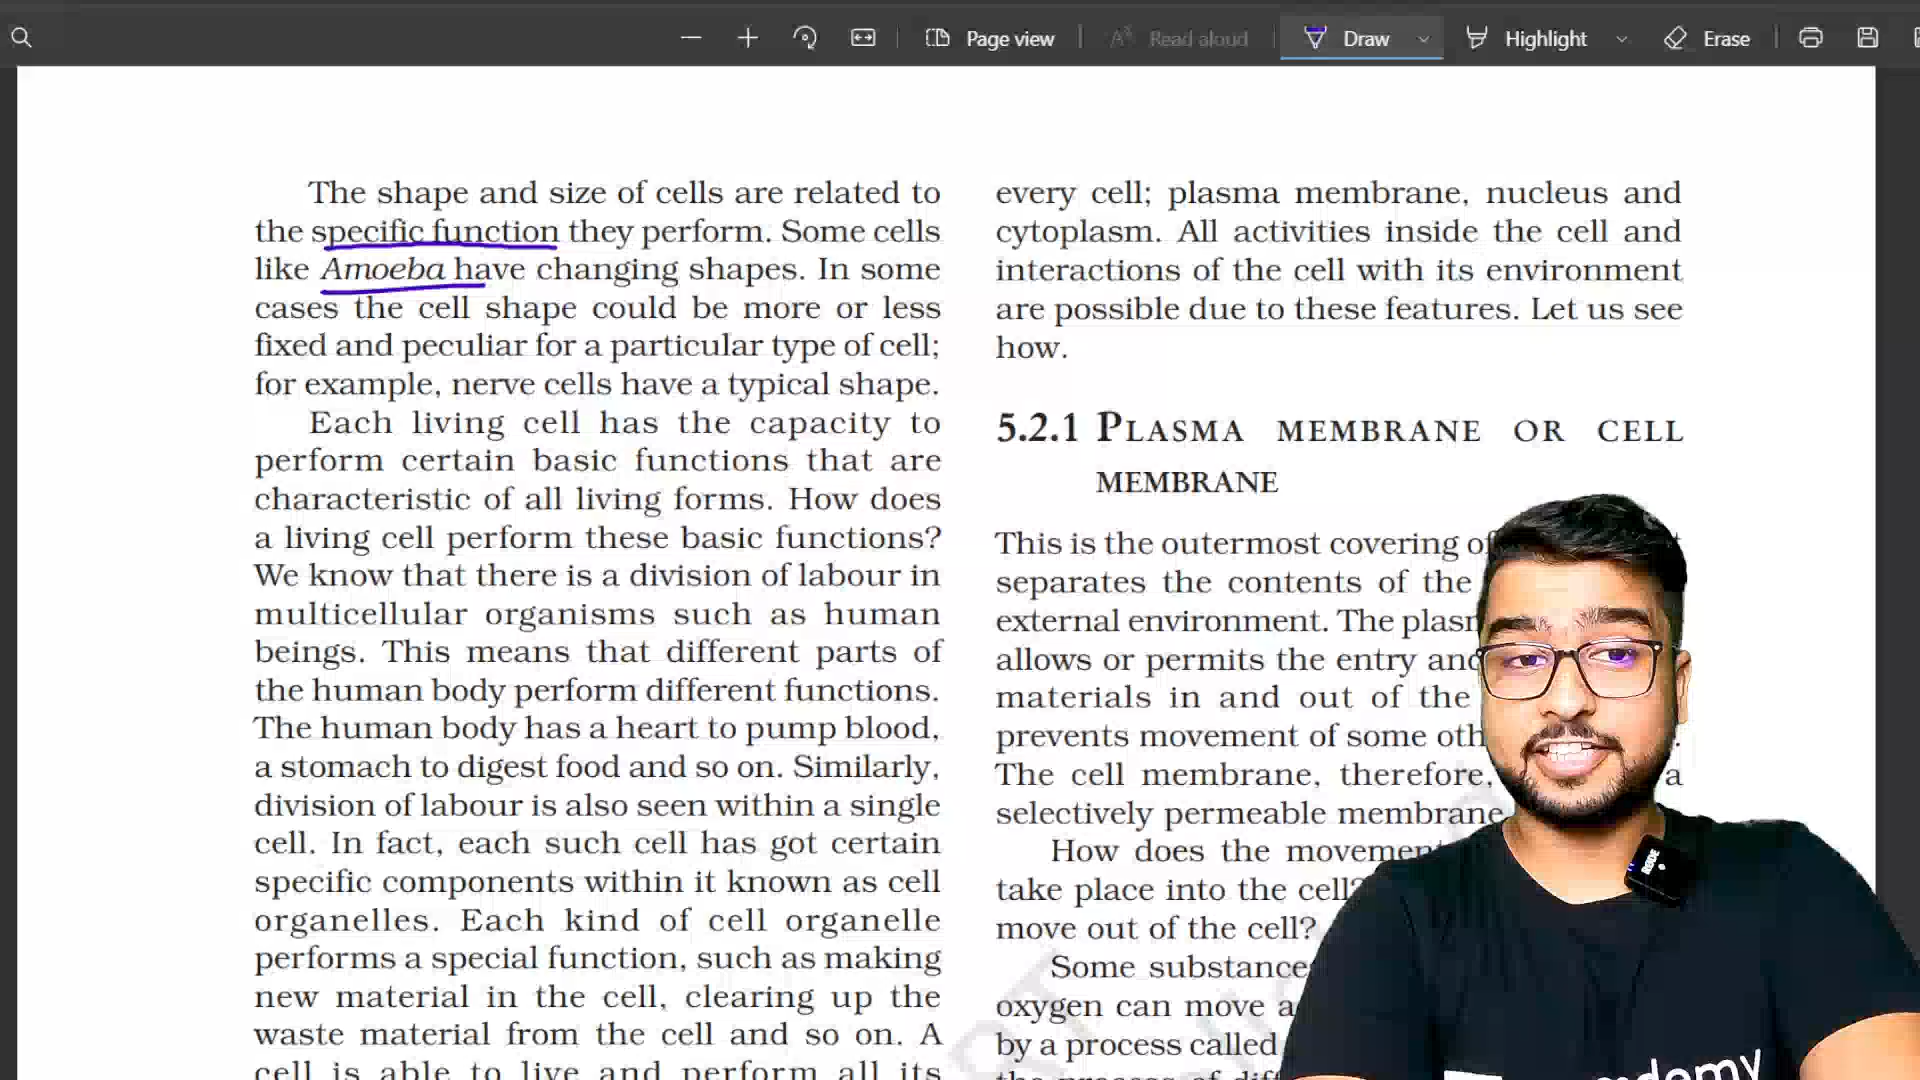 Page view
Read aloud
Draw
Highlight
Erase
The shape and size of cells are related to
the specific function they perform. Some cells
like Amoeba have changing shapes. In some
cases the cell shape could be more or less
fixed and peculiar for a particular type of cell;
for example, nerve cells have a typical shape.
Each living cell has the capacity to
perform certain basic functions that are
characteristic of all living forms. How does
a living cell perform these basic functions?
We know that there is a division of labour in
multicellular organisms such as human
beings. This means that different parts of
the human body perform different functions.
The human body has a heart to pump blood,
a stomach to digest food and so on. Similarly,
division of labour is also seen within a single
cell. In fact, each such cell has got certain
specific components within it known as cell
organelles. Each kind of cell organelle
performs a special function, such as making
new material in the cell, clearing up the
waste material from the cell and so on. A
cell is able to live and perform all its
every cell; plasma membrane, nucleus and
cytoplasm. All activities inside the cell and
interactions of the cell with its environment
are possible due to these features. Let us see
how.
5.2.1 PLASMA MEMBRANE OR CELL
MEMBRANE
This is the outermost covering of
separates the contents of the
external environment. The
allows or permits the entry
materials in and out of the
prevents movement of some
The cell membrane, therefore, a
selectively permeable membrane
How does the
take place into the cell?
move out of the cell?
Some
oxygen can move
by a process called
the process of
RODE